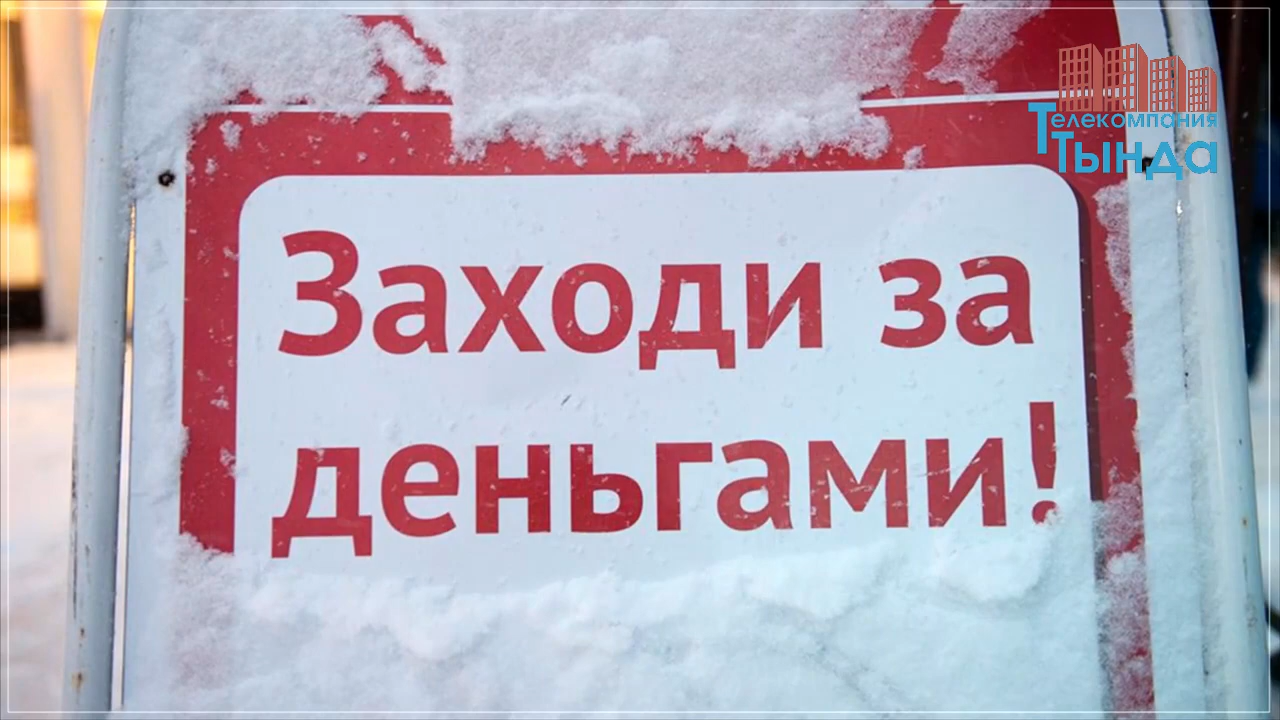 Телекомпания
Тында
Заходи за
деньгами!